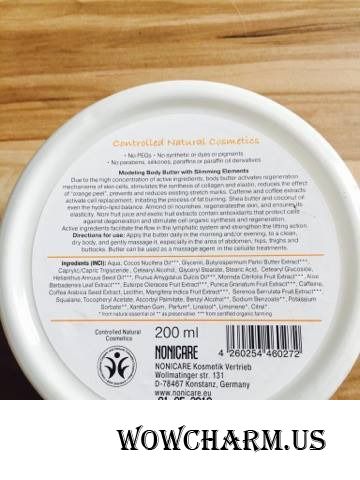 Controlled Natural Cosmetics
• No PEGs • No synthetic or dyes or pigments
• No parabens, silicones, paraffins or paraffin oil derivatives
Modeling Body Butter with Slimming Elements
Due to the high concentration of active ingredients, body butter activates regeneration
mechanisms of skin-cells, stimulates the synthesis of collagen and elastin, reduces the effect
of "orange peel", prevents and reduces existing stretch marks. Caffeine and coffee extracts
activate cell replacement, initiating the process of fat burning. Shea butter and coconut oil
even the hydro-lipid balance. Almond oil nourishes, regenerates the skin, and ensures
elasticity. Noni fruit juice and exotic fruit extracts contain antioxidants that protect cells
against degeneration and stimulate cell organic synthesis and regeneration.
Active ingredients facilitate the flow in the lymphatic system and strengthen the lifting action.
Directions for use: Apply the butter daily in the morning and/or evening, to a clean,
dry body, and gently massage it, especially in the area of abdomen, hips, thighs and
buttocks. Butter can be used as a massage agent in the cellulite treatments.
Ingredients (INCI): Aqua, Cocos Nucifera Oil***, Glycerin, Butyrospermum Parkii Butter Extract***,
Caprylic/Capric Triglyceride, Cetearyl Alcohol, Glyceryl Stearate, Stearic Acid, Cetearyl Glucoside,
Helianthus Annuus Seed Oil***, Prunus Amygdalus Dulcis Oil***, Morinda Citrifolia Fruit Extract***, Aloe
Barbadensis Leaf Extract***, Euterpe Oleracea Fruit Extract***, Punica Granatum Fruit Extract***, Caffeine,
Coffea Arabica Seed Extract, Lecithin, Mangifera Indica Fruit Extract***, Serenoa Serrulata Fruit Extract***,
Squalane, Tocopheryl Acetate, Ascorbyl Palmitate, Benzyl Alcohol, Sodium Benzoate**, Potassium
Sorbate**, Xanthan Gum, Parfum*, Linalool*, Limonene*, Citral*
Controlled Natural
Cosmetics
200 ml
NONICARE
NONICARE Kosmetik Vertrieb
Wollmatinger str. 131
D-78467 Konstanz, Germany
www.nonicare.eu
4 260254 460272
WOWCHARM.US